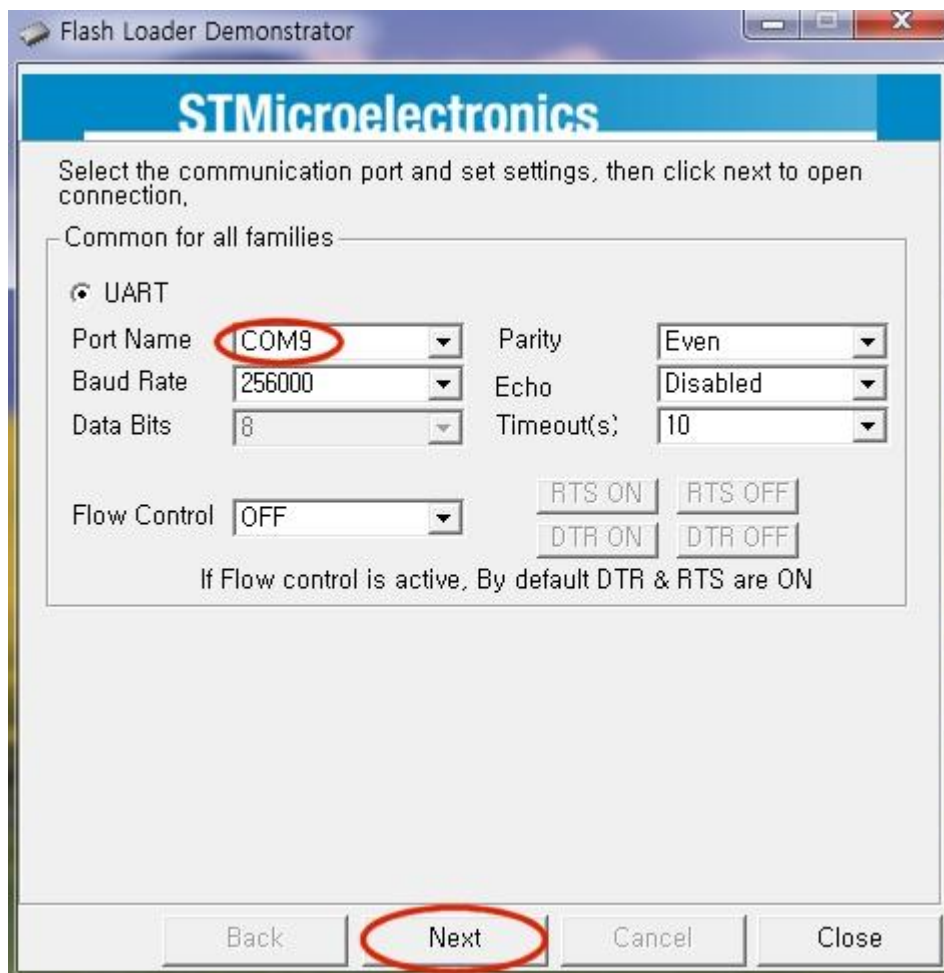 Flash Loader Demonstrator
STMicroelectronics
Select the communication port and set settings, then click next to open
connection,
Common for all families
UART
Port Name COM9 Parity Even
Baud Rate 256000 Echo Disabled
Data Bits 8 Timeout(s) 10
RTS ON RTS OFF
Flow Control OFF
DTR ON DTR OFF
If Flow control is active, By default DTR & RTS are ON
Back Next Cancel Close